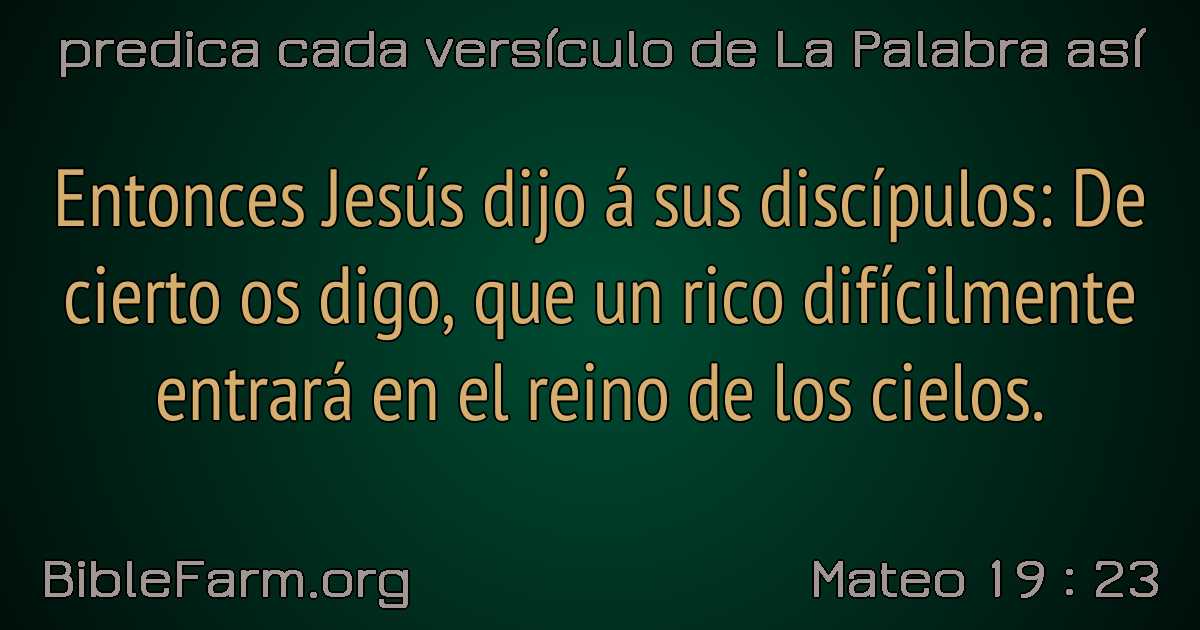 predica cada versículo de La Palabra así
Entonces Jesús dijo á sus discípulos: De
cierto os digo, que un rico difícilmente
entrará en el reino de los cielos.
BibleFarm.org
Mateo 19 : 23